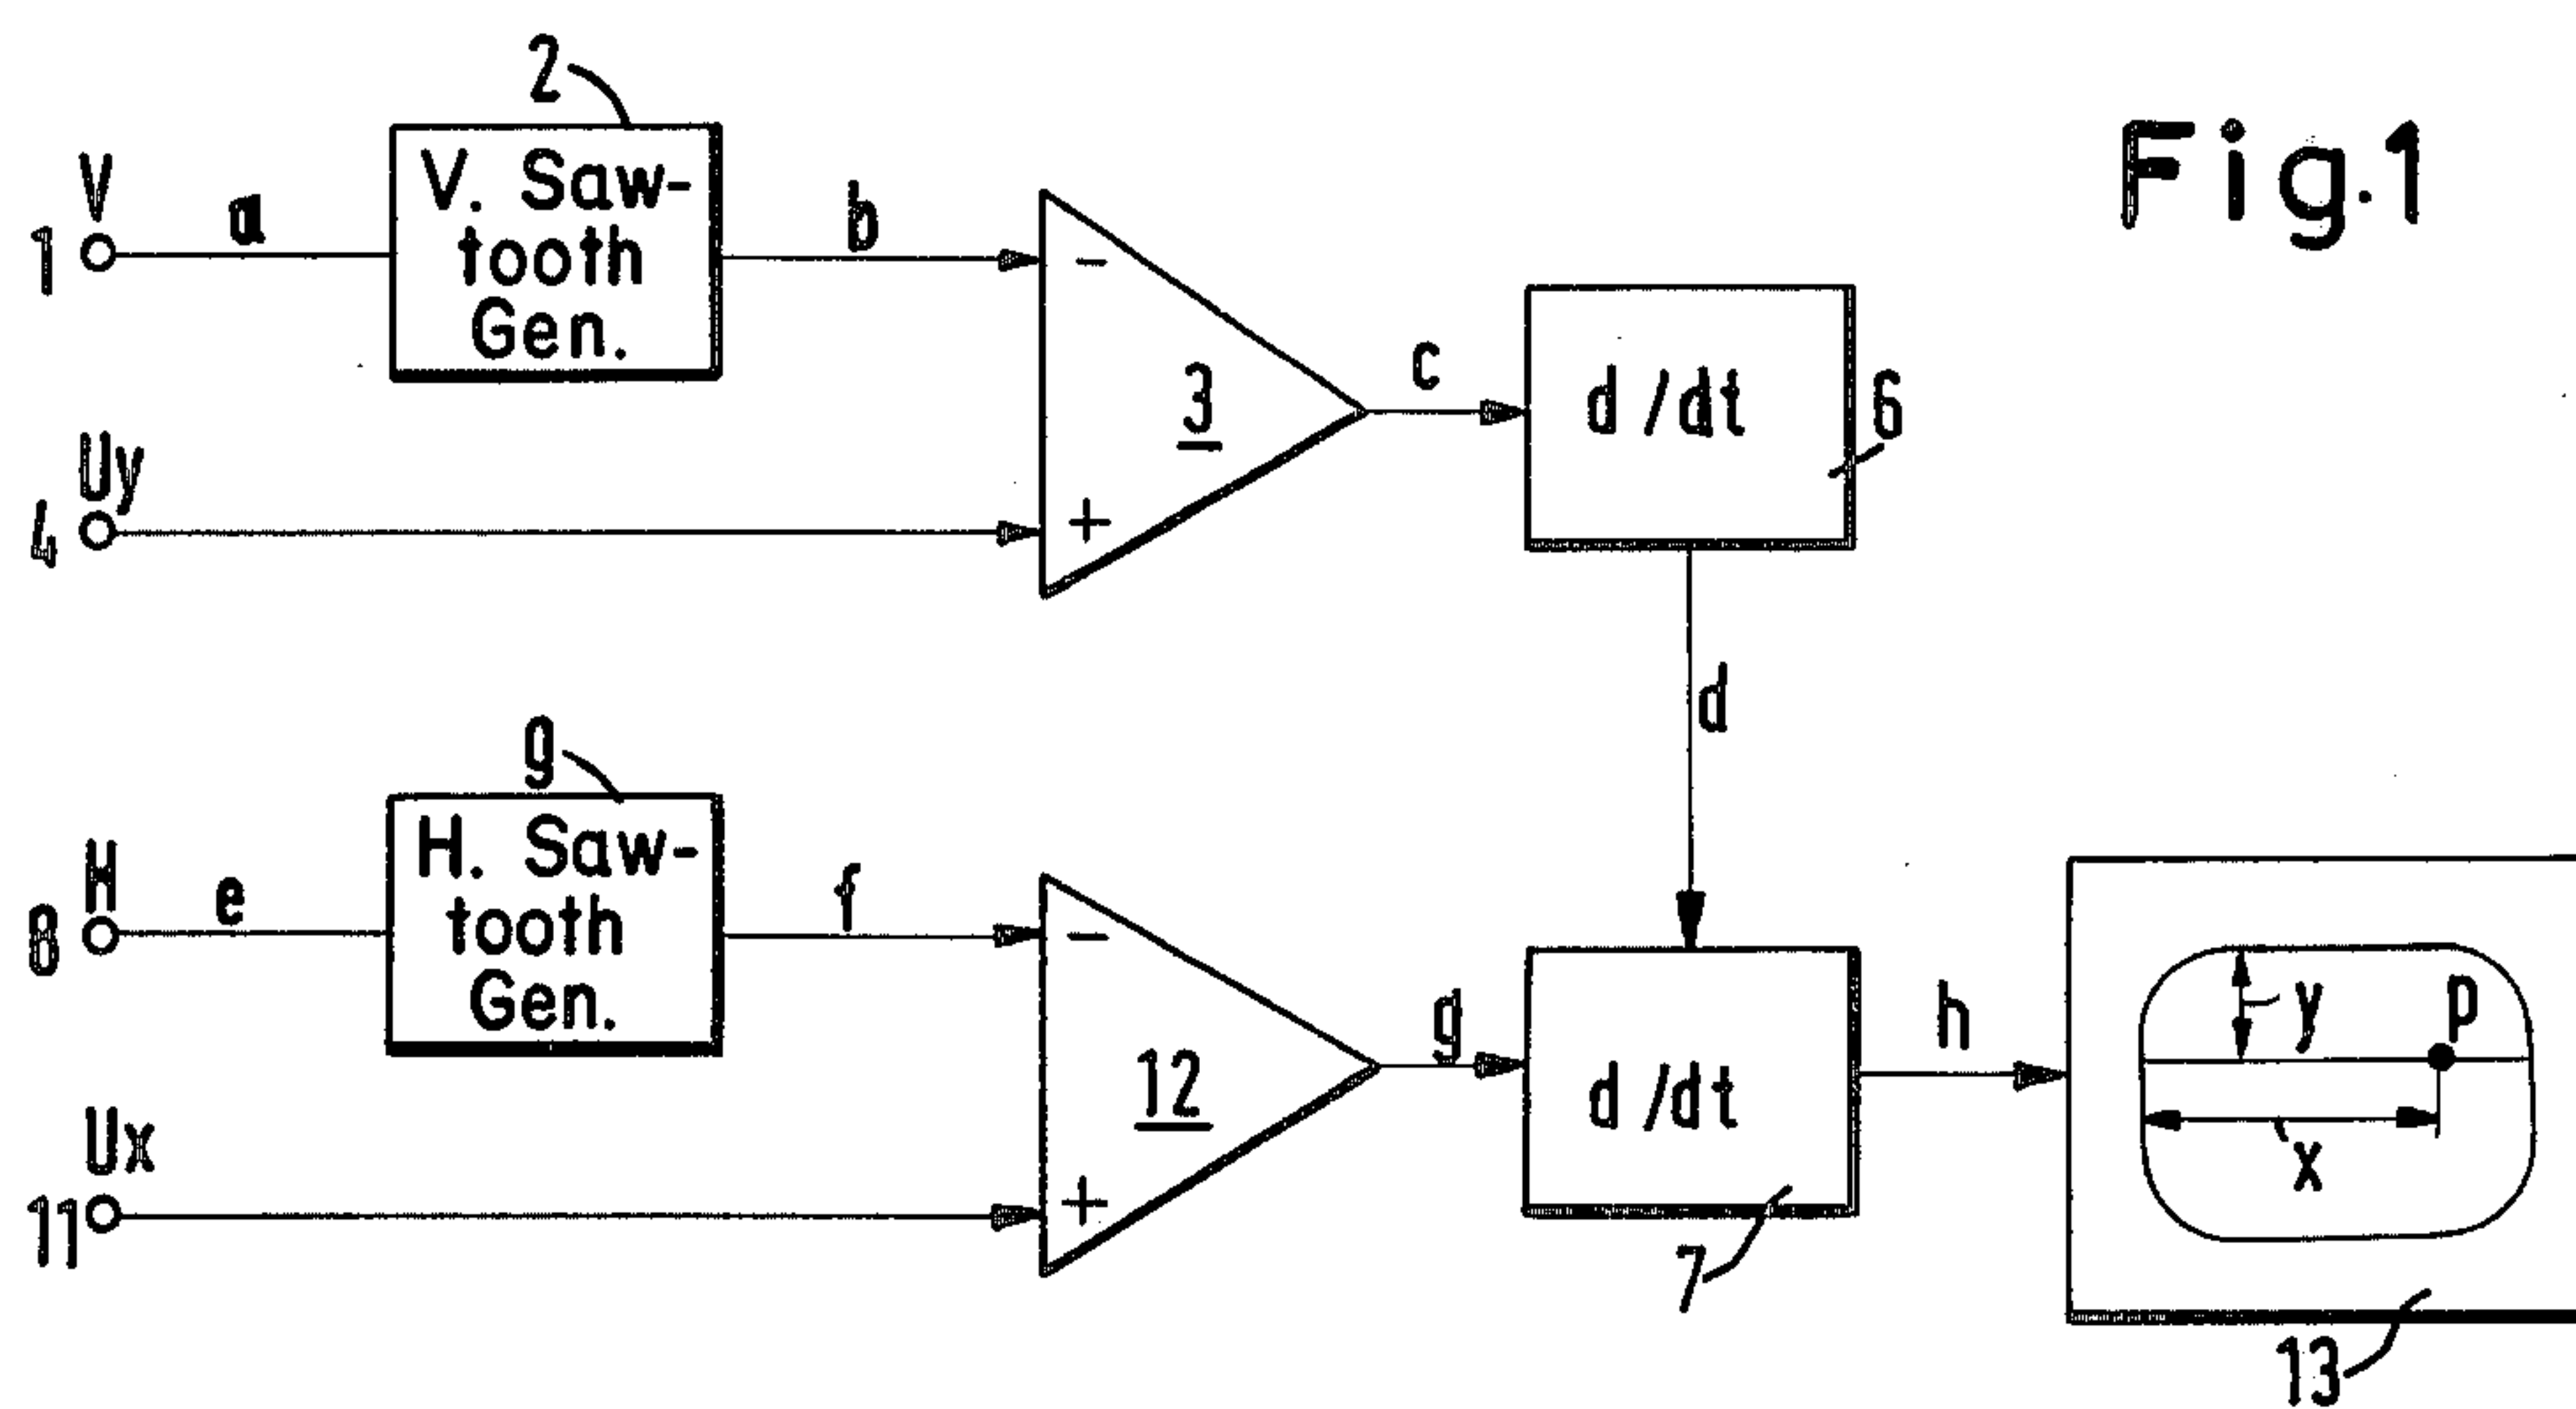 Fig.1
2
V
1
a
V. Saw-
tooth
Gen.
b
-
3
c
d/dt
6
Uy
4
+
d
g
H
8
e
H. Saw-
tooth
Gen.
f
-
12
g
d/dt
7
h
y
p
x
13
Ux
11
+